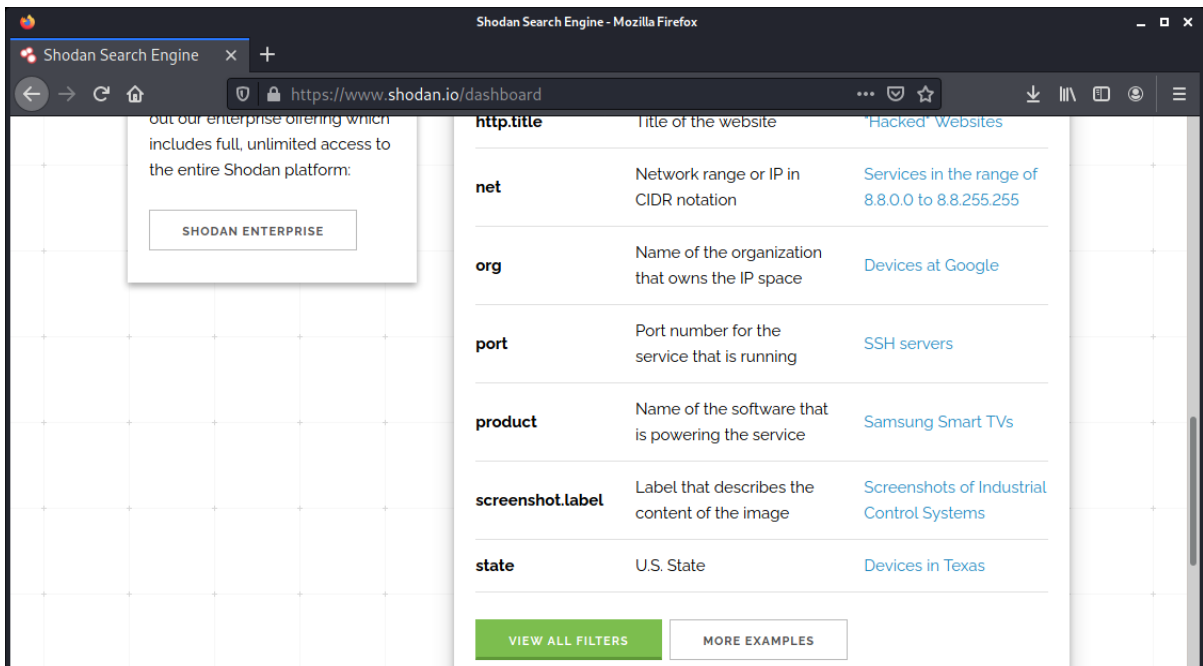 Shodan Search Engine - Mozilla Firefox
Shodan Search Engine
https://www.shodan.io/dashboard
out our enterprise offering which
includes full, unlimited access to
the entire Shodan platform:
SHODAN ENTERPRISE
http.title Title of the website "Hacked" Websites
net Network range or IP in CIDR notation Services in the range of 8.8.0.0 to 8.8.255.255
org Name of the organization that owns the IP space Devices at Google
port Port number for the service that is running SSH servers
product Name of the software that is powering the service Samsung Smart TVs
screenshot.label Label that describes the content of the image Screenshots of Industrial Control Systems
state U.S. State Devices in Texas
VIEW ALL FILTERS MORE EXAMPLES